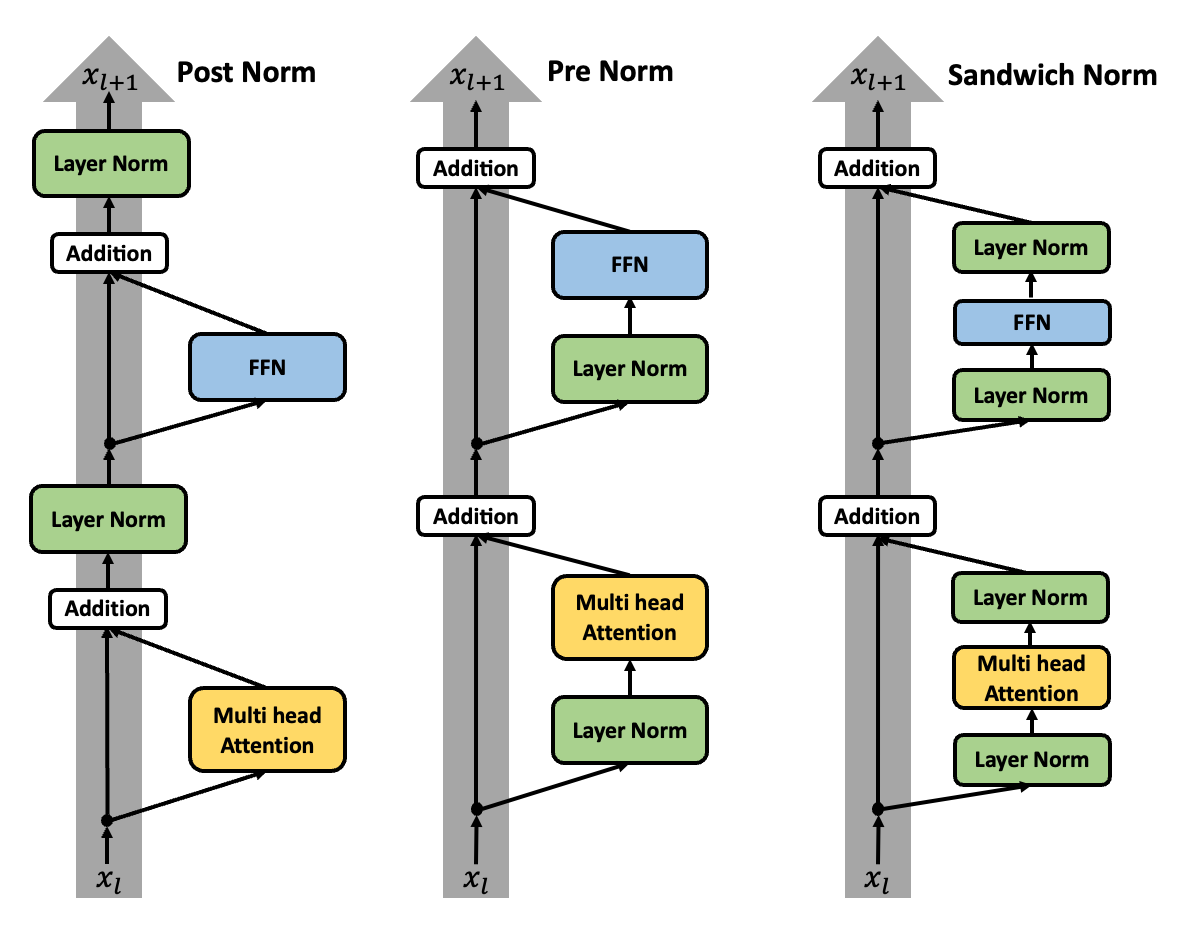 Post Norm
x_{l+1}
Layer Norm
Addition
FFN
Layer Norm
Addition
Multi head
Attention
x_l
Pre Norm
x_{l+1}
Addition
FFN
Layer Norm
Addition
Multi head
Attention
Layer Norm
x_l
Sandwich Norm
x_{l+1}
Addition
Layer Norm
FFN
Layer Norm
Addition
Layer Norm
Multi head
Attention
Layer Norm
x_l